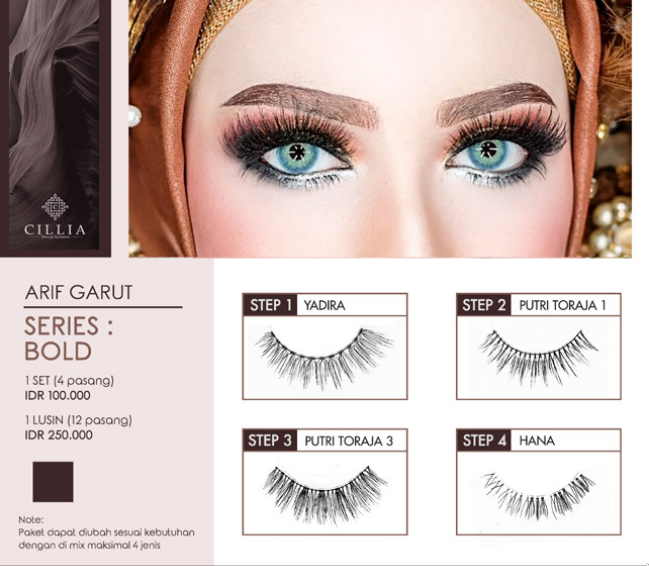 CILLIA
ARIF GARUT
SERIES :
BOLD
1 SET (4 pasang)
IDR 100.000
1 LUSIN (12 pasang)
IDR 250.000
Note:
Paket dapat diubah sesuai kebutuhan
dengan di mix maksimal 4 jenis
STEP 1 YADIRA
STEP 2 PUTRI TORAJA 1
STEP 3 PUTRI TORAJA 3
STEP 4 HANA